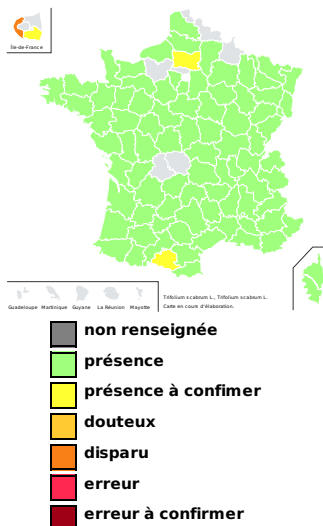 Île-de-France
Trifolium scabrum L., Trifolium scabrum L.
Guadeloupe Martinique Guyane La Réunion Mayotte
Carte en cours d'élaboration.
non renseignée
présence
présence à confimer
douteux
disparu
erreur
erreur à confirmer